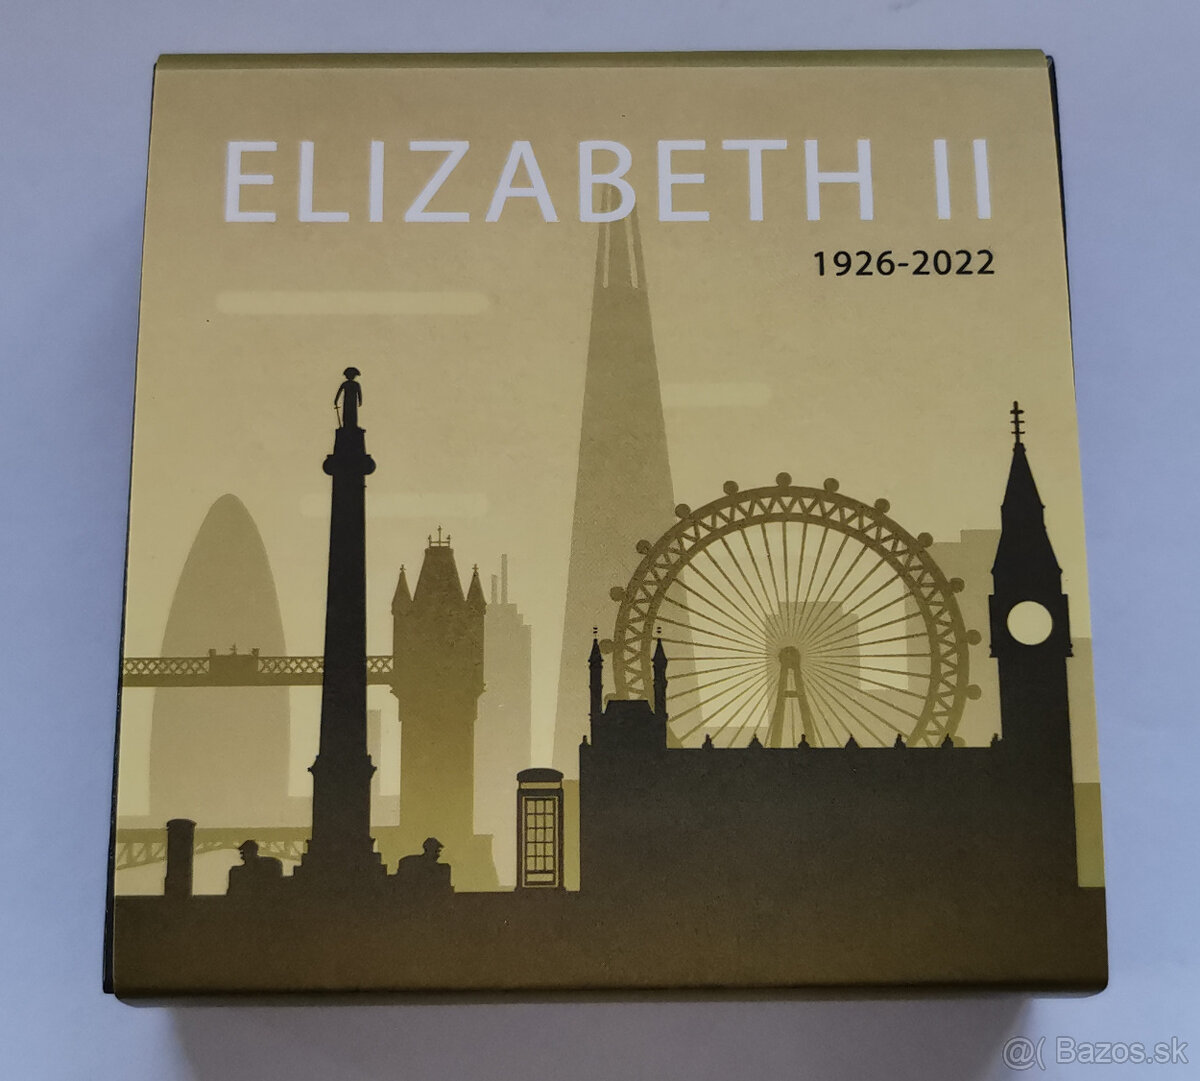 ELIZABETH II
1926-2022
@( Bazos.sk